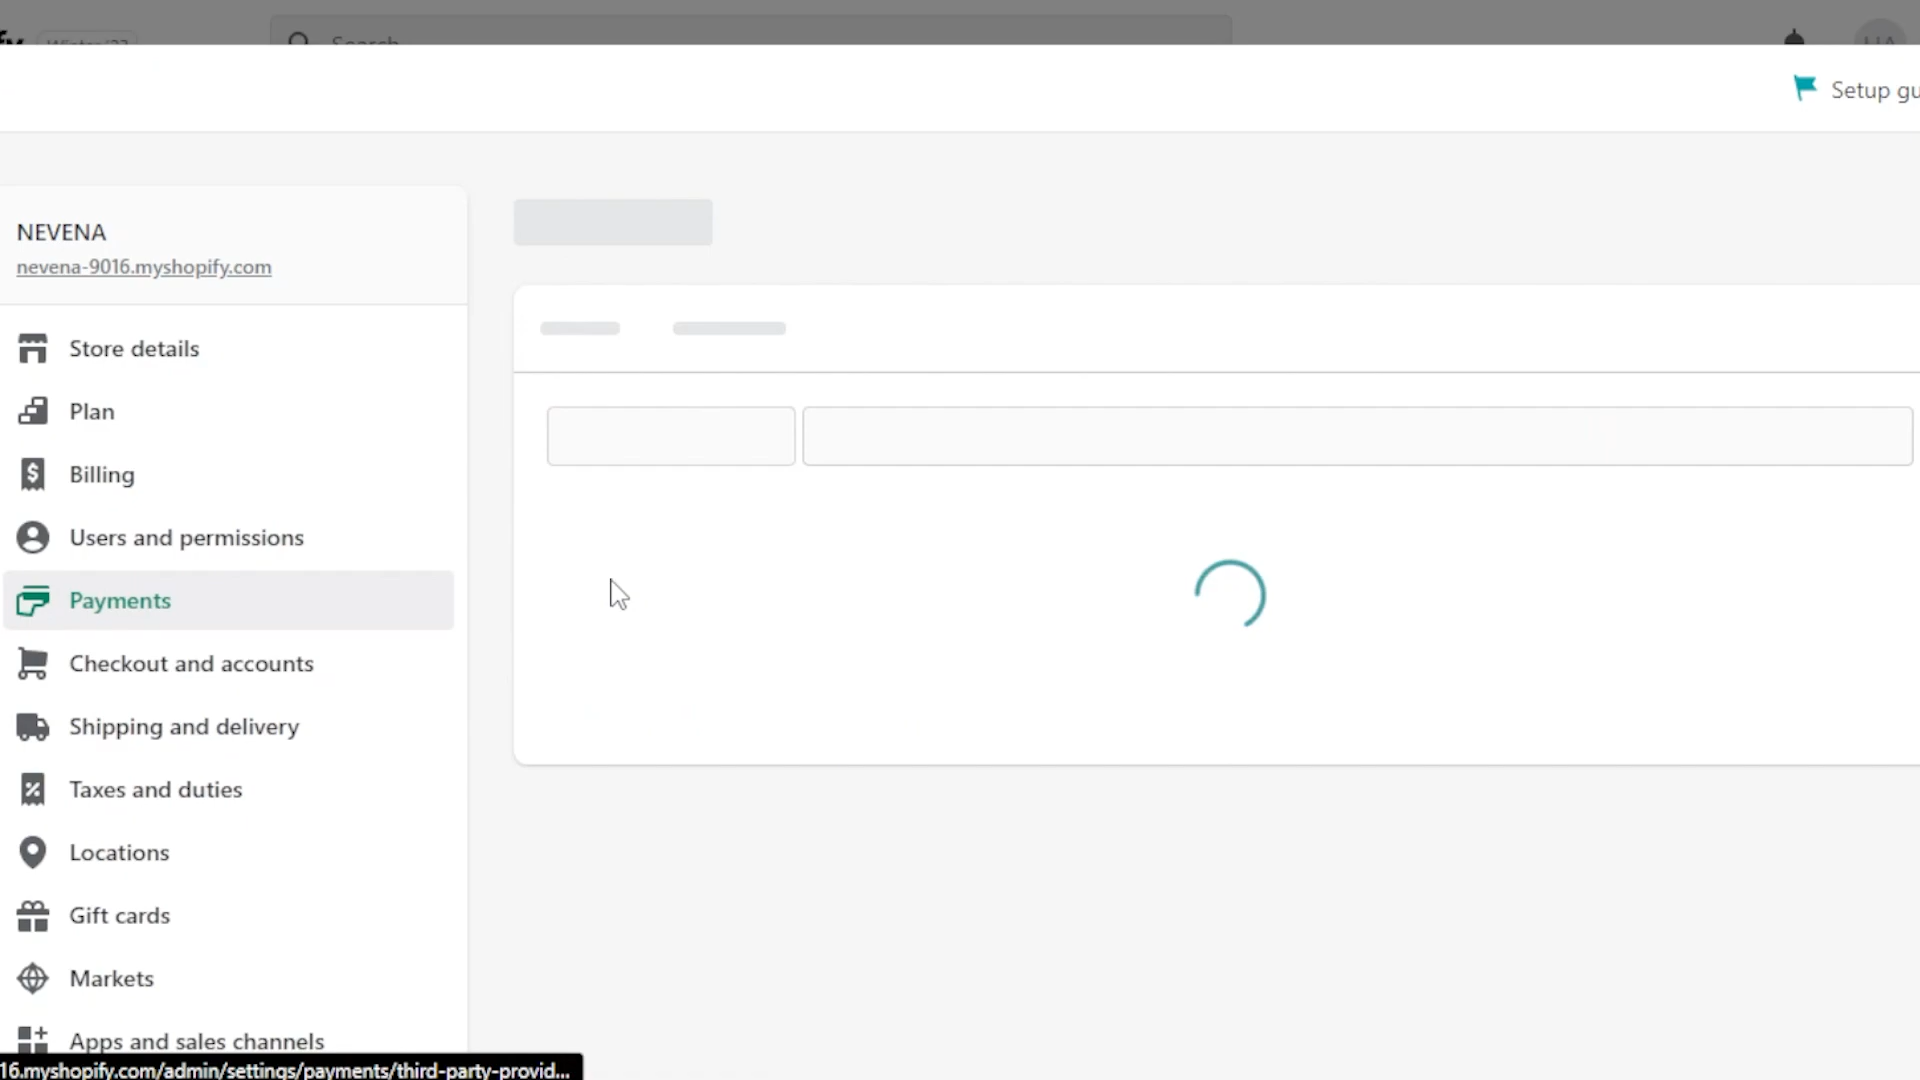 Search
Setup gu
NEVENA
nevena-9016.myshopify.com
Store details
Plan
Billing
Users and permissions
Payments
Checkout and accounts
Shipping and delivery
Taxes and duties
Locations
Gift cards
Markets
Apps and sales channels
16.myshopify.com/admin/settings/payments/third-party-provid...